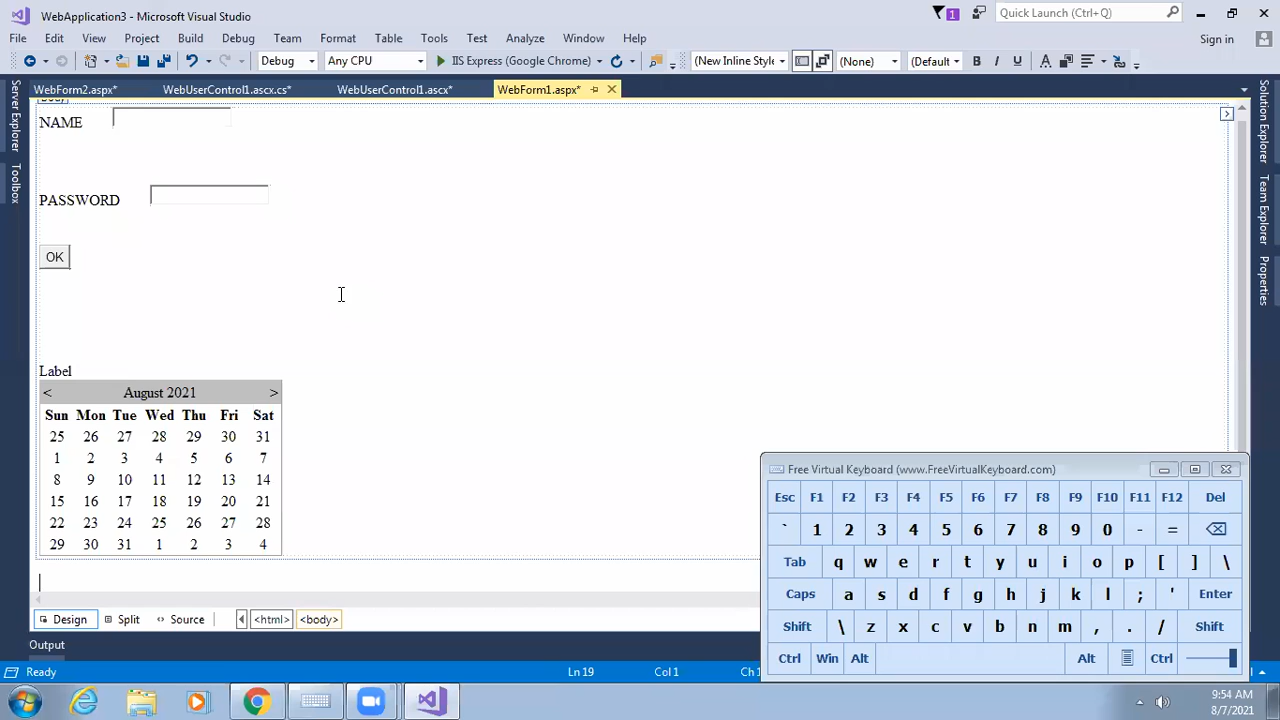 WebApplication3 - Microsoft Visual Studio
1
Quick Launch (Ctrl+Q)
File Edit View Project Build Debug Team Format Table Tools Test Analyze Window Help
Sign in
Debug Any CPU IIS Express (Google Chrome) (New Inline Style (None) (Default B I U A
WebForm2.aspx* WebUserControl1.ascx.cs* WebUserControl1.ascx* WebForm1.aspx*
Server Explorer
Toolbox
Solution Explorer
Team Explorer
Properties
body
NAME
PASSWORD
OK
Label
< August 2021 >
Sun Mon Tue Wed Thu Fri Sat
25 26 27 28 29 30 31
1 2 3 4 5 6 7
8 9 10 11 12 13 14
15 16 17 18 19 20 21
22 23 24 25 26 27 28
29 30 31 1 2 3 4
Free Virtual Keyboard (www.FreeVirtualKeyboard.com)
Esc F1 F2 F3 F4 F5 F6 F7 F8 F9 F10 F11 F12 Del
` 1 2 3 4 5 6 7 8 9 0 - =
Tab q w e r t y u i o p [ ] \
Caps a s d f g h j k l ; ' Enter
Shift \ z x c v b n m , . / Shift
Ctrl Win Alt Alt Ctrl
Design Split Source <html> <body>
Output
Ready Ln 19 Col 1 Ch 1
9:54 AM
8/7/2021